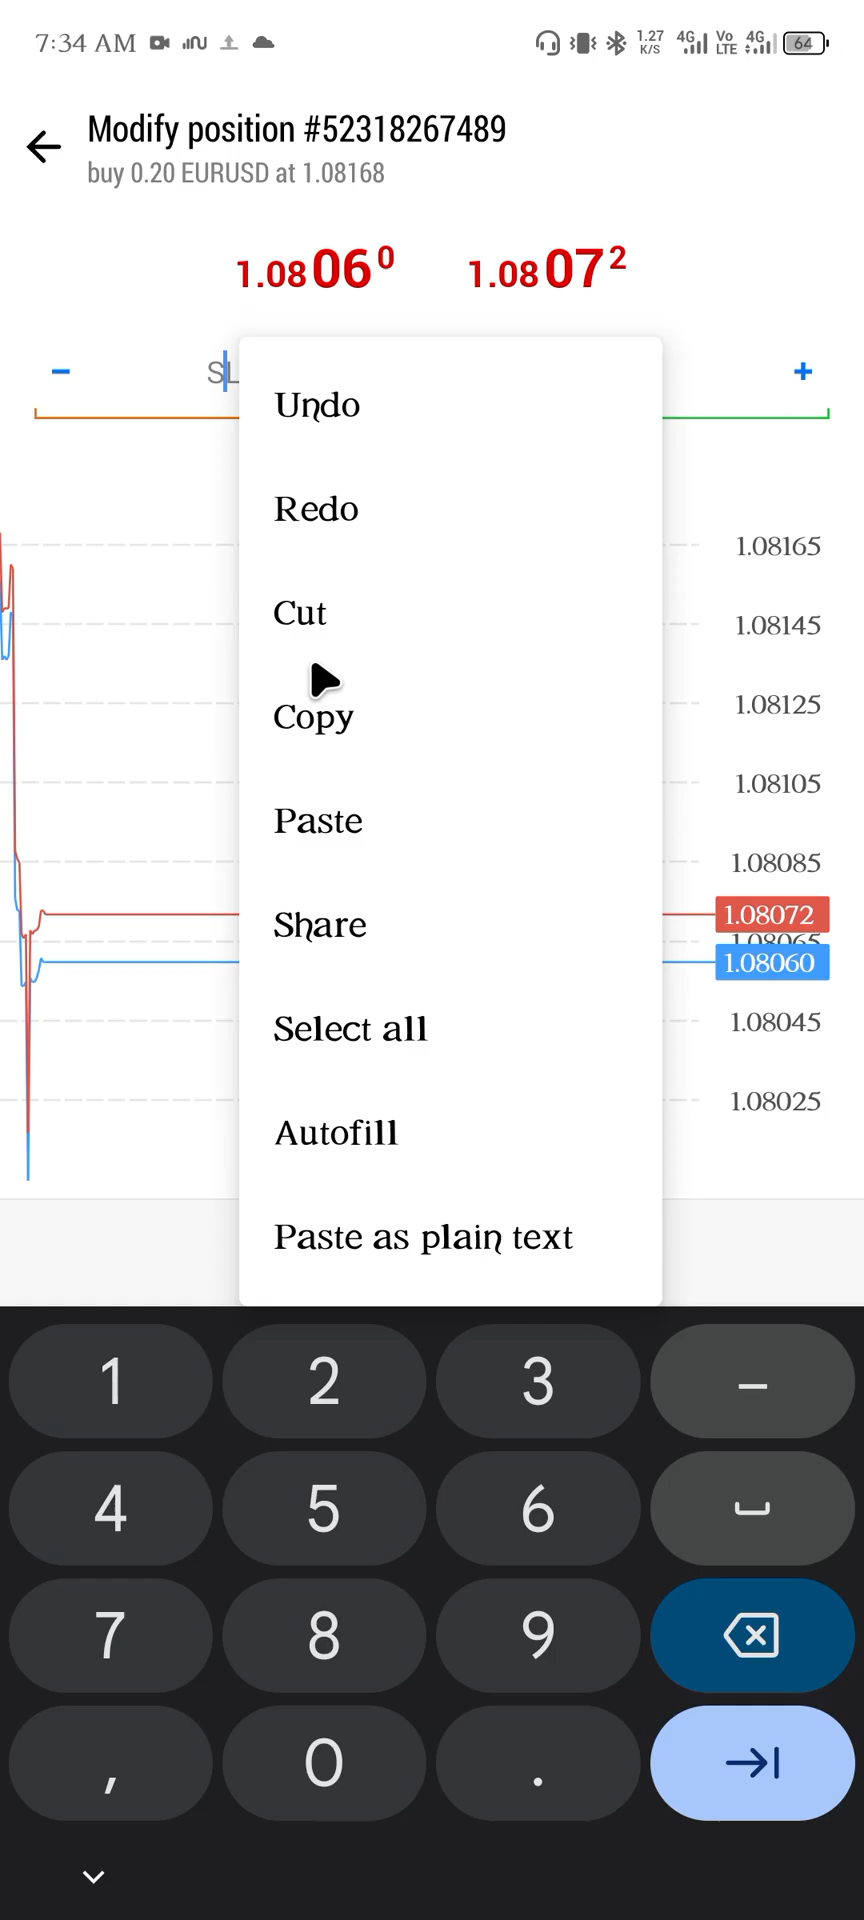 7:34 AM 1.27 K/S 4G Vo LTE 4G 64
Modify position #52318267489
buy 0.20 EURUSD at 1.08168
1.08060 1.08072
SL
Undo
Redo
Cut
Copy
Paste
Share
Select all
Autofill
Paste as plain text
1.08165
1.08145
1.08125
1.08105
1.08085
1.08072
1.08065
1.08060
1.08045
1.08025
1 2 3 –
4 5 6
7 8 9
, 0 .